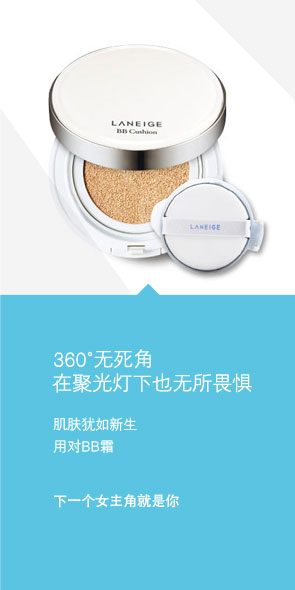 LANEIGE
BB Cushion
LANEIGE
360°无死角
在聚光灯下也无所畏惧
肌肤犹如新生
用对BB霜
下一个女主角就是你